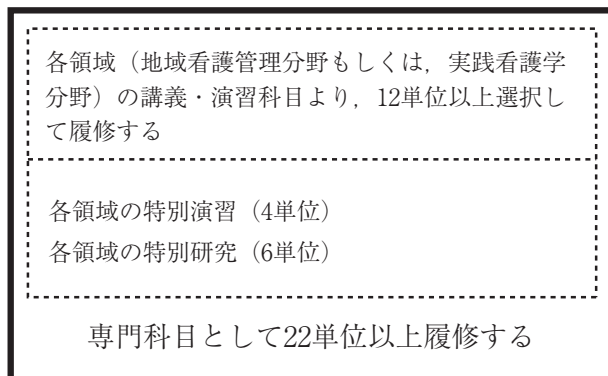 各領域（地域看護管理分野もしくは，実践看護学
分野）の講義・演習科目より，12単位以上選択し
て履修する
各領域の特別演習（4単位）
各領域の特別研究（6単位）
専門科目として22単位以上履修する